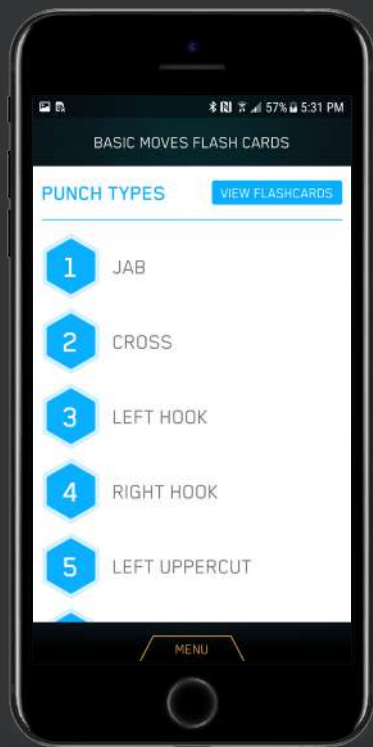 57% 5:31 PM
BASIC MOVES FLASH CARDS
PUNCH TYPES VIEW FLASHCARDS
1 JAB
2 CROSS
3 LEFT HOOK
4 RIGHT HOOK
5 LEFT UPPERCUT
MENU